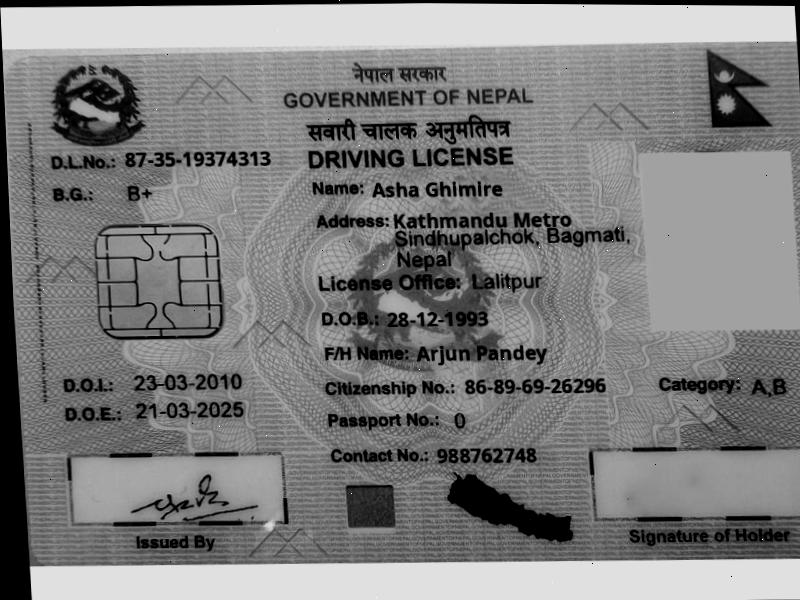 नेपाल सरकार
GOVERNMENT OF NEPAL
सवारी चालक अनुमतिपत्र
DRIVING LICENSE
D.L.No.: 87-35-19374313
B.G.: B+
Name: Asha Ghimire
Address: Kathmandu Metro
Sindhupalchok, Bagmati,
Nepal
License Office: Lalitpur
D.O.B.: 28-12-1993
F/H Name: Arjun Pandey
D.O.I.: 23-03-2010
Citizenship No.: 86-89-69-26296
Category: A,B
D.O.E.: 21-03-2025
Passport No.: 0
Contact No.: 988762748
Issued By
Signature of Holder